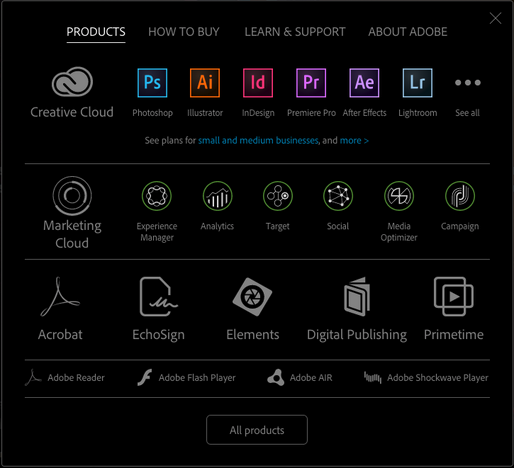 PRODUCTS HOW TO BUY LEARN & SUPPORT ABOUT ADOBE
Ps Ai Id Pr Ae Lr
Creative Cloud Photoshop Illustrator InDesign Premiere Pro After Effects Lightroom See all
See plans for small and medium businesses, and more >
Marketing Cloud
Experience Manager
Analytics
Target
Social
Media Optimizer
Campaign
Acrobat EchoSign Elements Digital Publishing Primetime
Adobe Reader Adobe Flash Player Adobe AIR Adobe Shockwave Player
All products